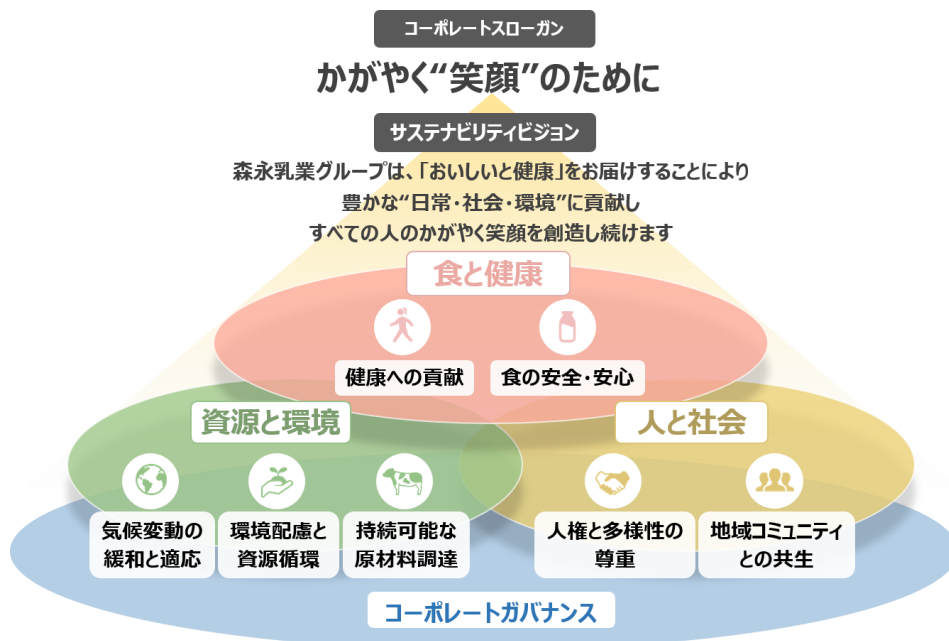 コーポレートスローガン
かがやく“笑顔”のために
サステナビリティビジョン
森永乳業グループは、「おいしいと健康」をお届けすることにより
豊かな“日常・社会・環境”に貢献し
すべての人のかがやく笑顔を創造し続けます
食と健康
健康への貢献
食の安全・安心
資源と環境
気候変動の
緩和と適応
環境配慮と
資源循環
持続可能な
原材料調達
人と社会
人権と多様性の
尊重
地域コミュニティ
との共生
コーポレートガバナンス